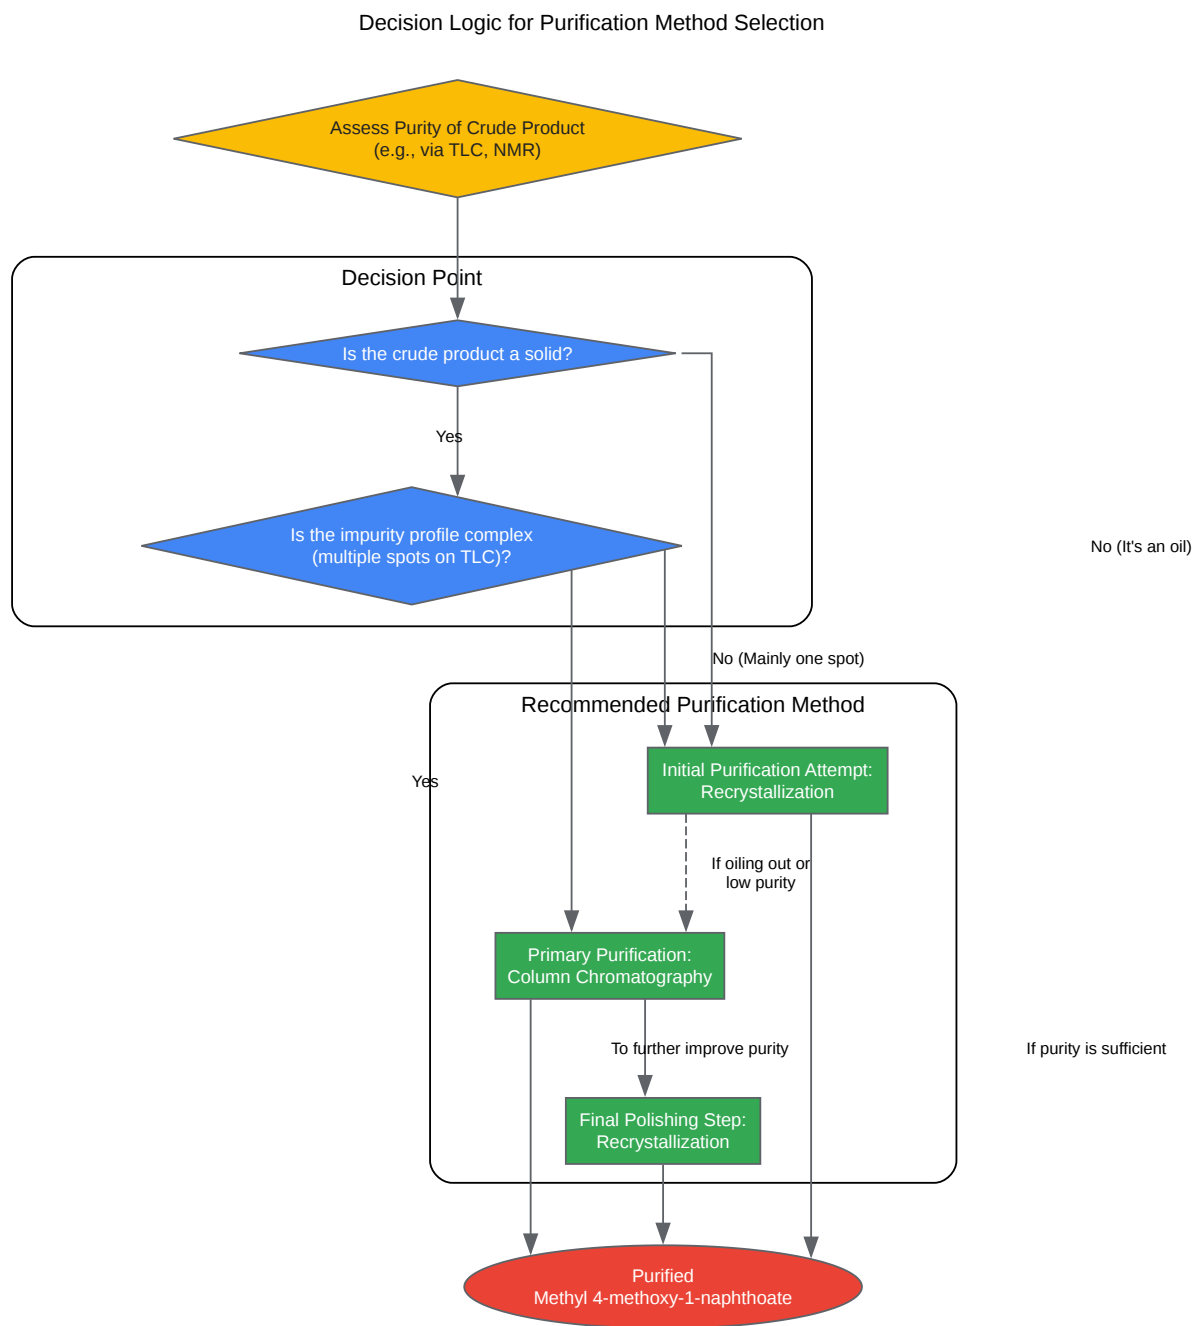 Decision Logic for Purification Method Selection
Assess Purity of Crude Product
(e.g., via TLC, NMR)
Decision Point
Is the crude product a solid?
Yes
Is the impurity profile complex
(multiple spots on TLC)?
No (It's an oil)
No (Mainly one spot)
Recommended Purification Method
Initial Purification Attempt:
Recrystallization
Yes
If oiling out or
low purity
Primary Purification:
Column Chromatography
To further improve purity
If purity is sufficient
Final Polishing Step:
Recrystallization
Purified
Methyl 4-methoxy-1-naphthoate